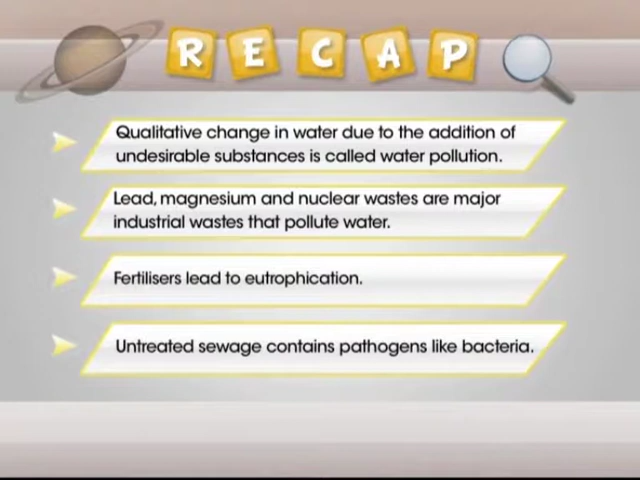 RECAP
Qualitative change in water due to the addition of
undesirable substances is called water pollution.
Lead, magnesium and nuclear wastes are major
industrial wastes that pollute water.
Fertilisers lead to eutrophication.
Untreated sewage contains pathogens like bacteria.